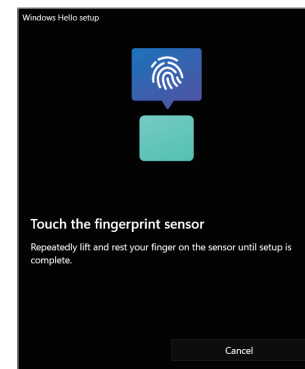 Windows Hello setup
Touch the fingerprint sensor
Repeatedly lift and rest your finger on the sensor until setup is
complete.
Cancel